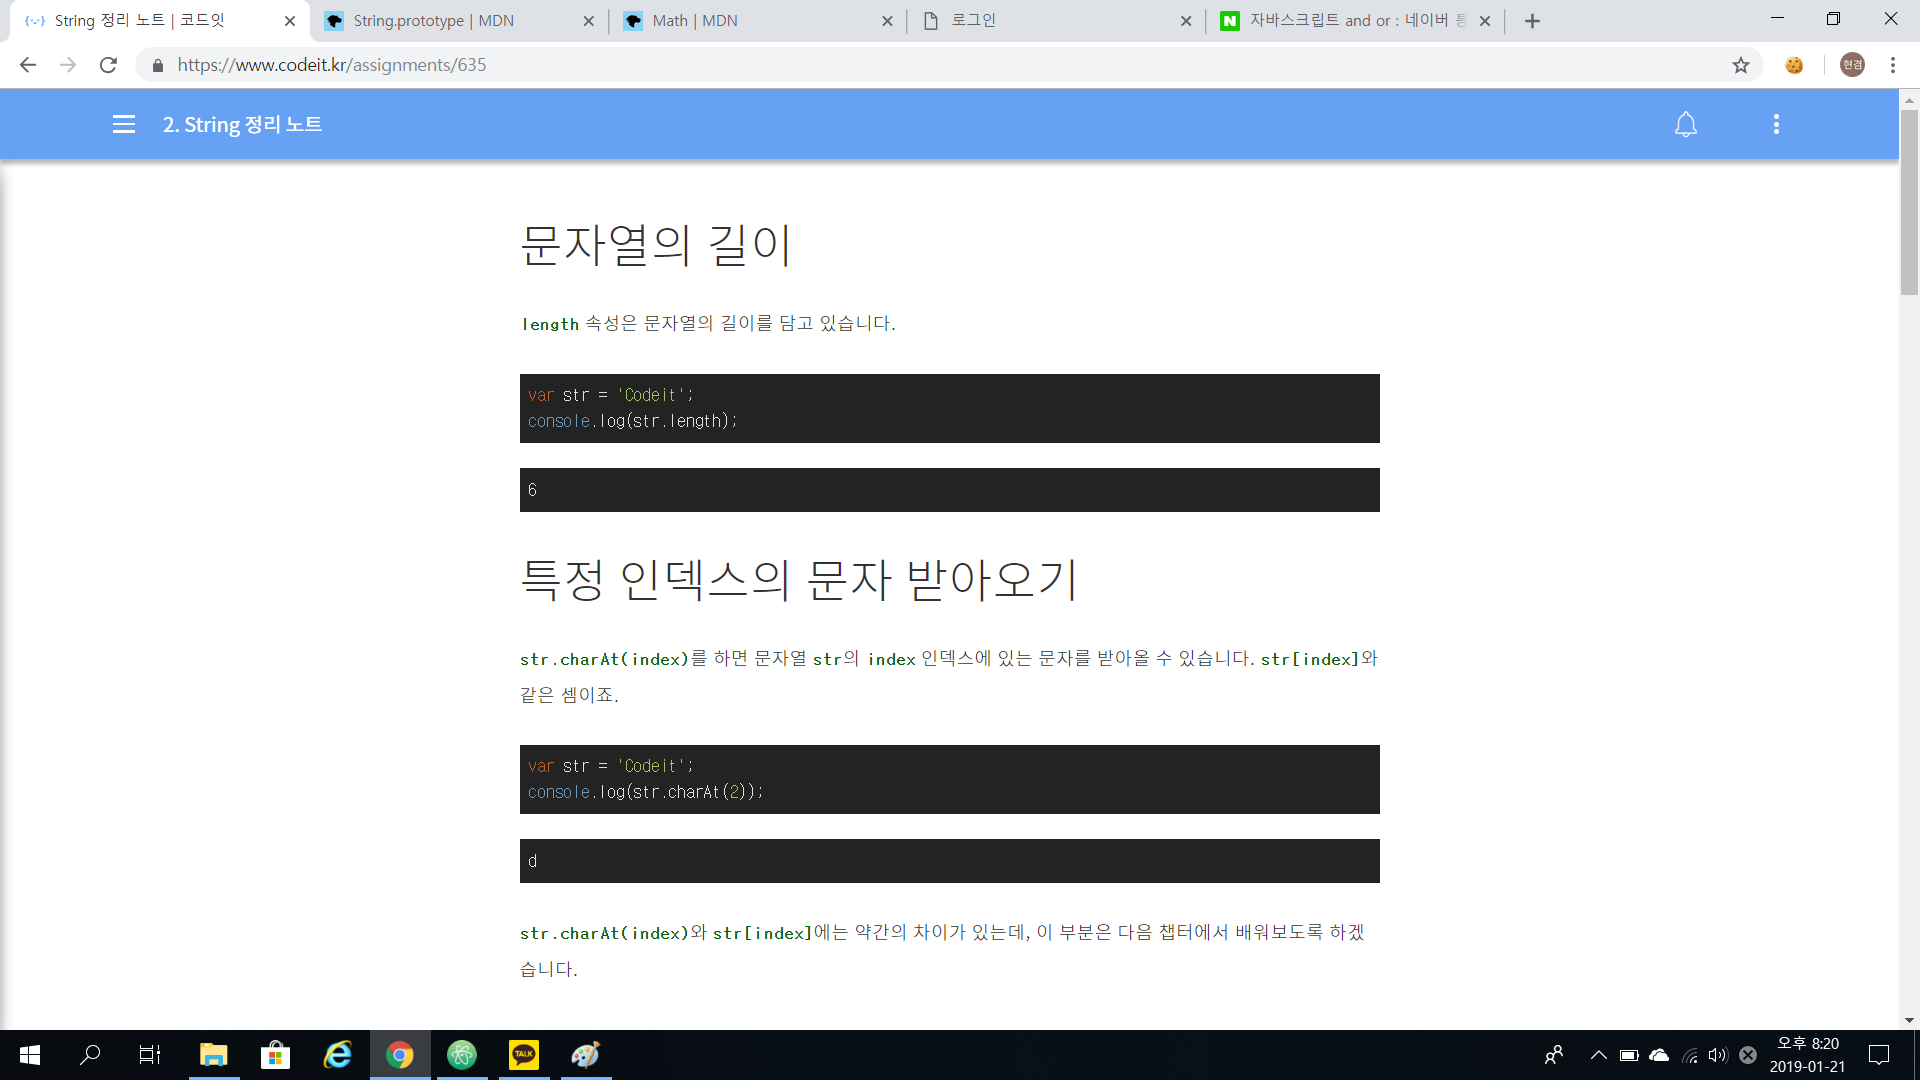 String 정리 노트 | 코드잇
String.prototype | MDN
Math | MDN
로그인
자바스크립트 and or : 네이버 통
https://www.codeit.kr/assignments/635
현겸
2. String 정리 노트
문자열의 길이
length 속성은 문자열의 길이를 담고 있습니다.
var str = 'Codeit';
console.log(str.length);
6
특정 인덱스의 문자 받아오기
str.charAt(index)를 하면 문자열 str의 index 인덱스에 있는 문자를 받아올 수 있습니다. str[index]와
같은 셈이죠.
var str = 'Codeit';
console.log(str.charAt(2));
d
str.charAt(index)와 str[index]에는 약간의 차이가 있는데, 이 부분은 다음 챕터에서 배워보도록 하겠
습니다.
TALK
오후 8:20
2019-01-21